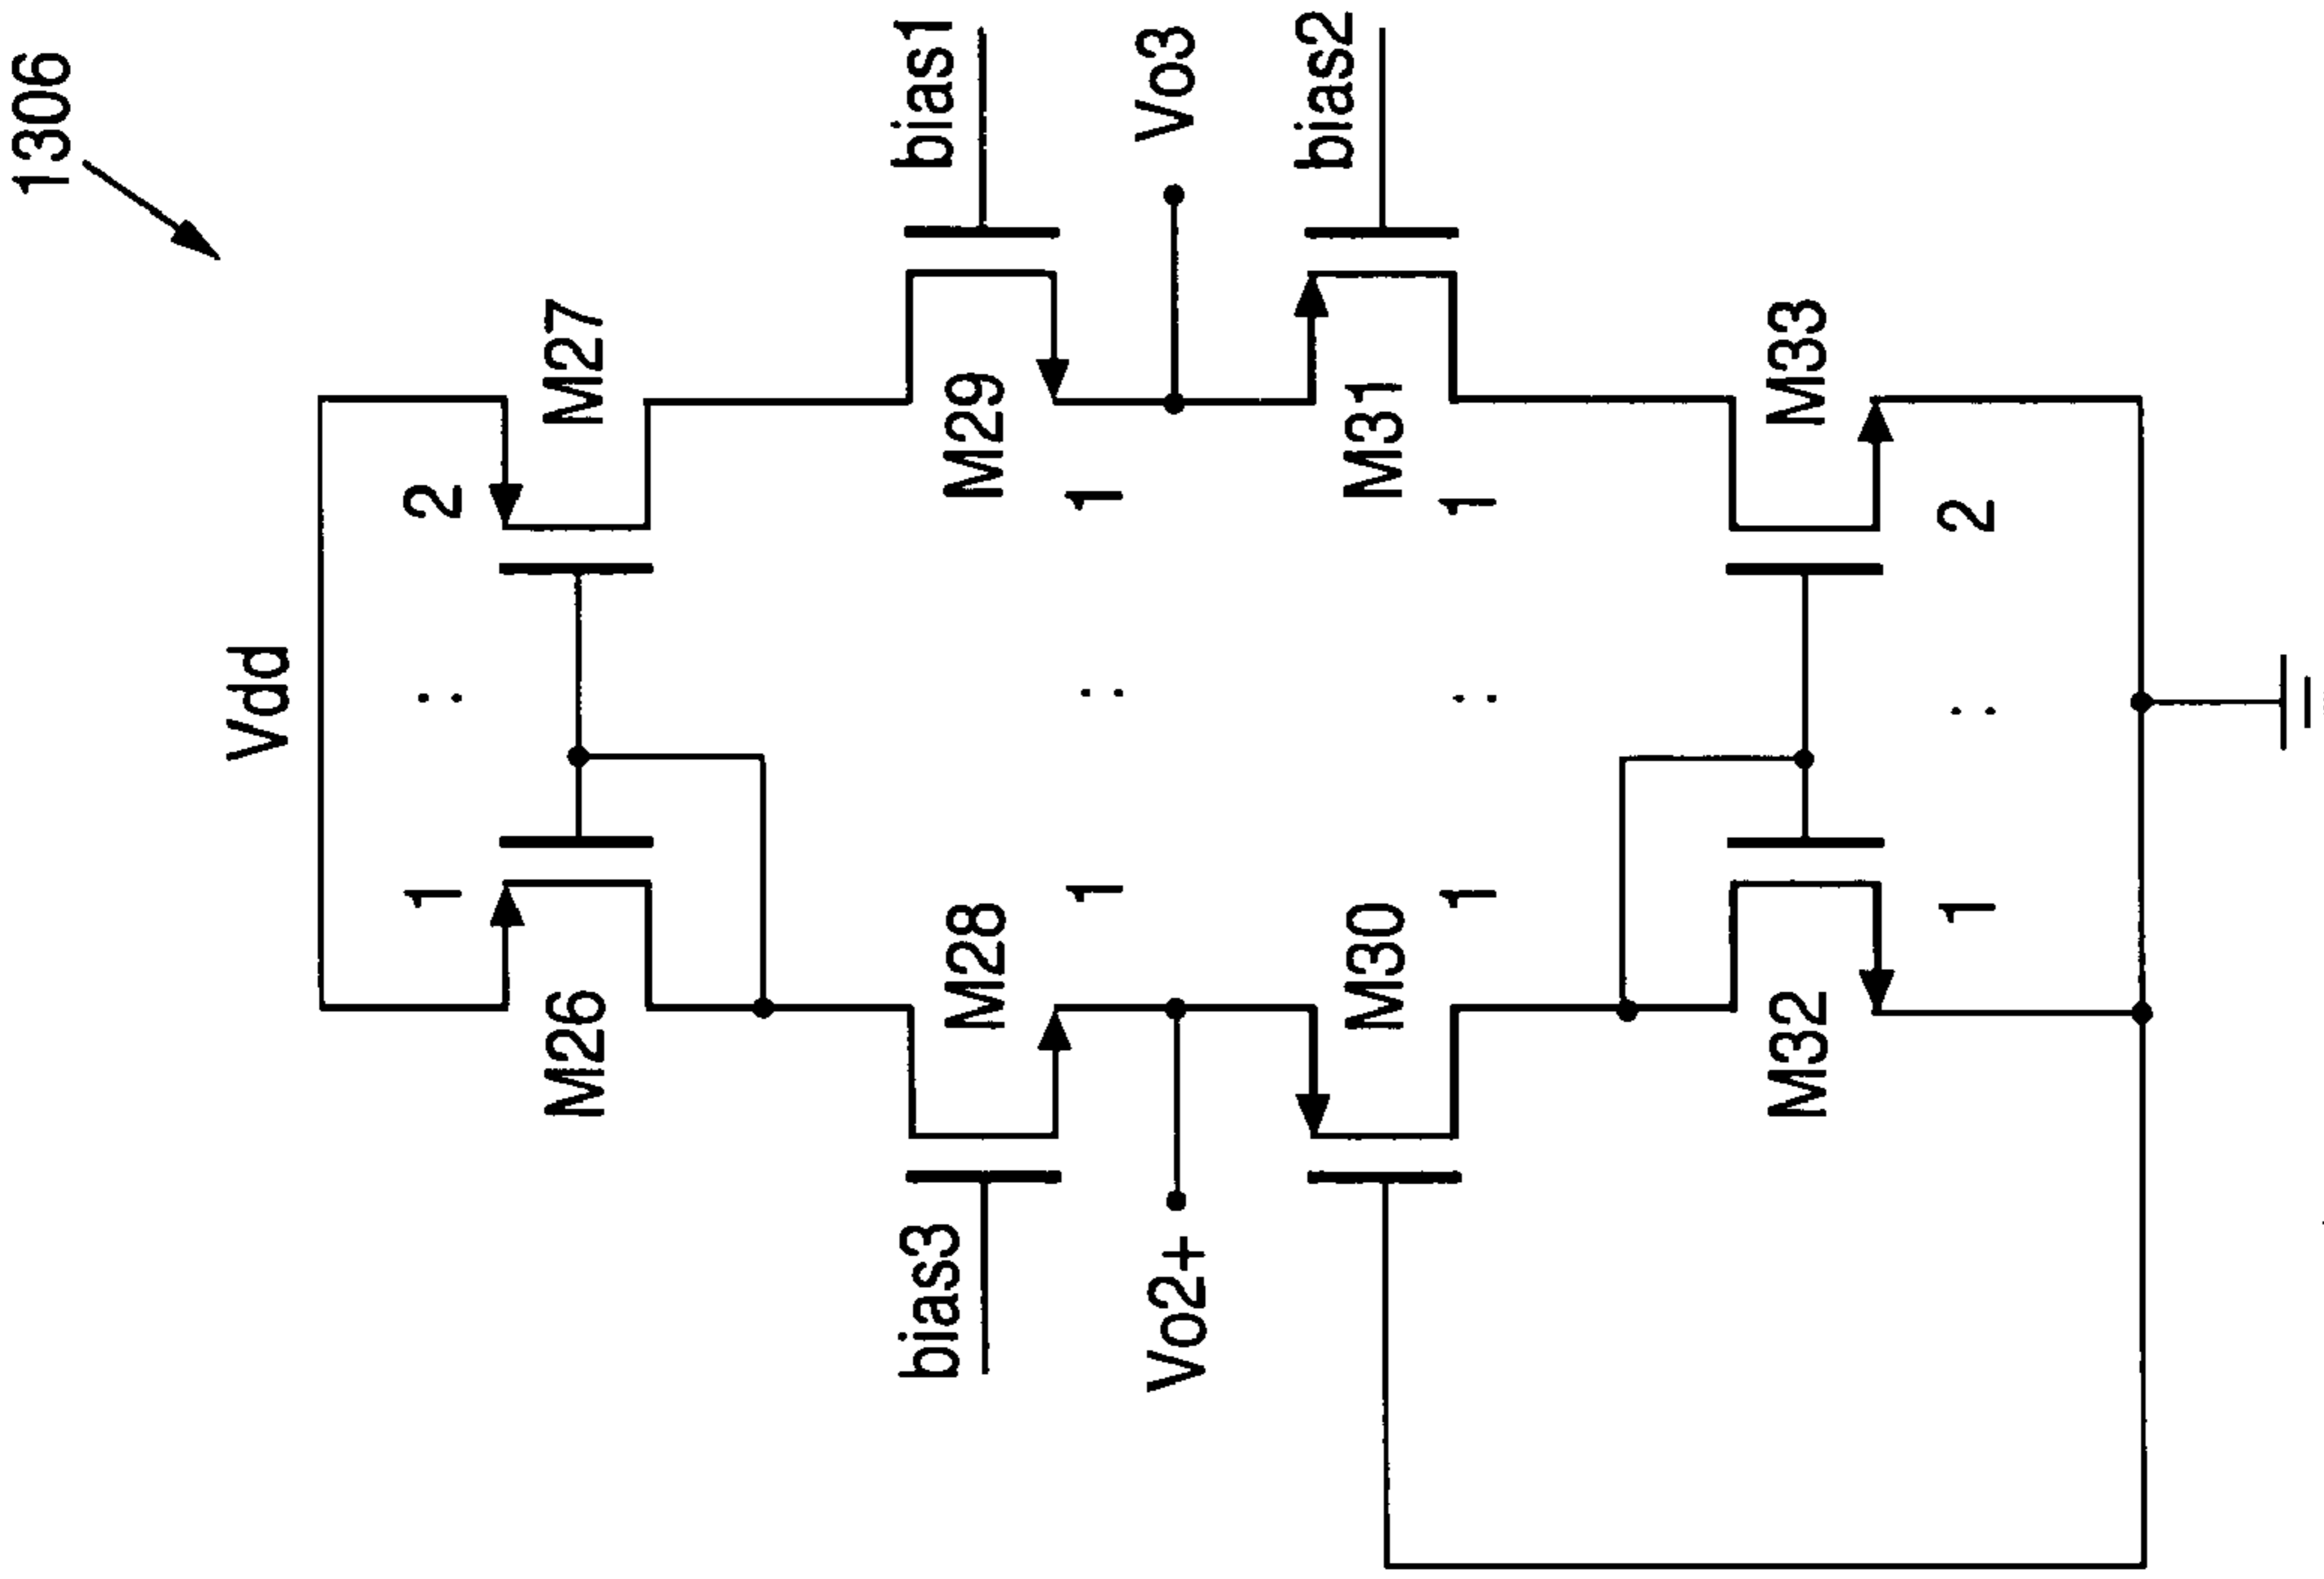 1306
Vdd
1 : 2
M26
M27
bias3
M28
M29
bias1
1 : 1
Vo2+
Vo3
M30
M31
bias2
1 : 1
M32
M33
1 : 2